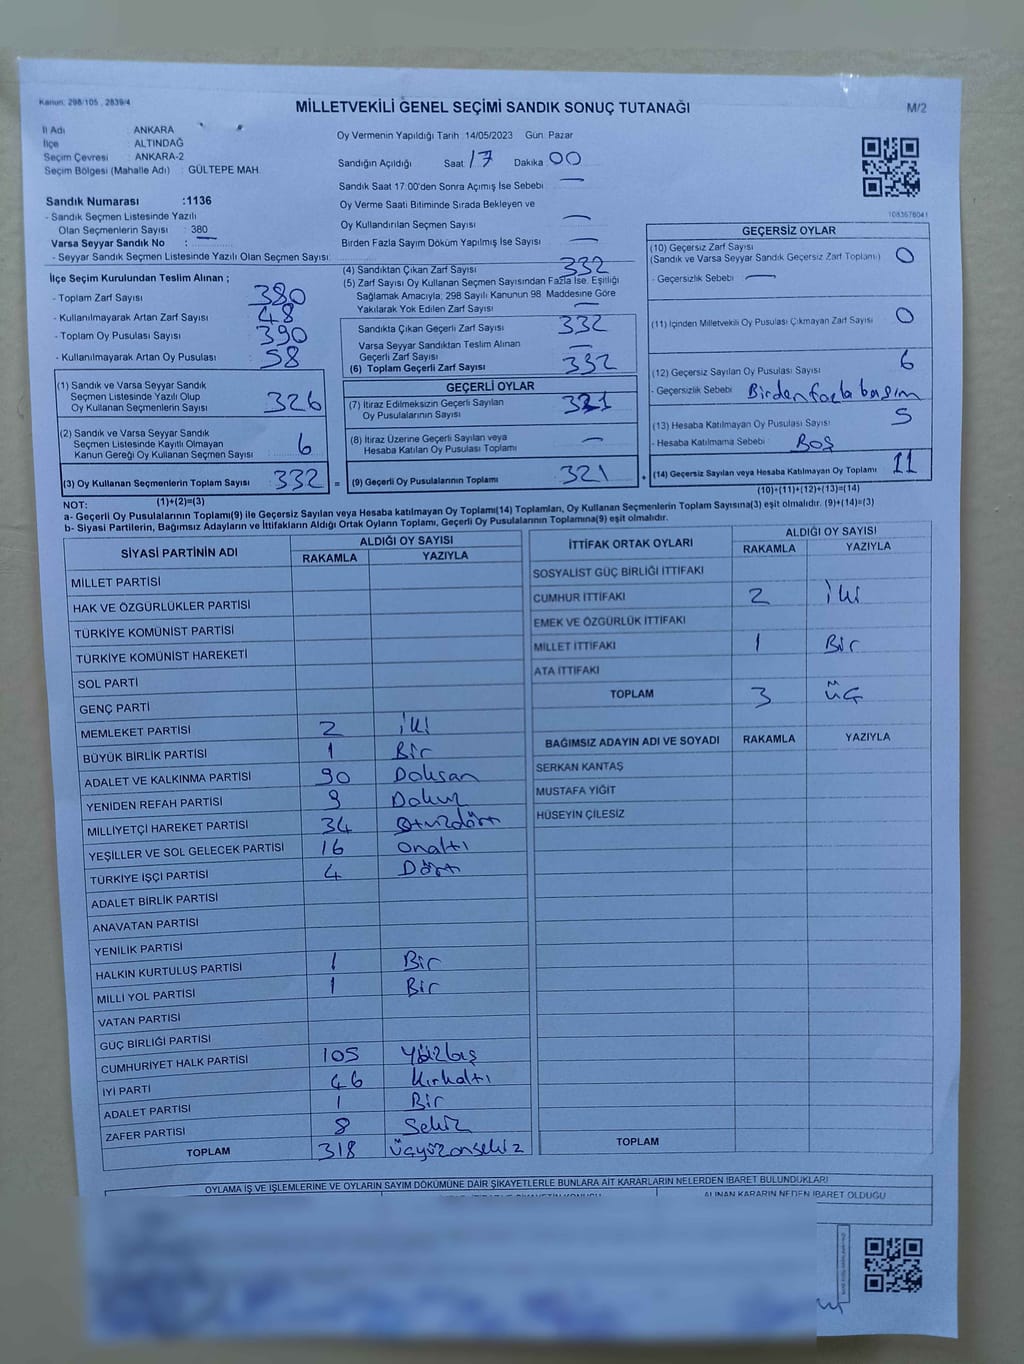 Kanun: 298/105 , 2839/4
MİLLETVEKİLİ GENEL SEÇİMİ SANDIK SONUÇ TUTANAĞI
M/2
İl Adı : ANKARA
İlçe : ALTINDAĞ
Seçim Çevresi : ANKARA-2
Seçim Bölgesi (Mahalle Adı) : GÜLTEPE MAH.
Sandık Numarası :1136
- Sandık Seçmen Listesinde Yazılı
Olan Seçmenlerin Sayısı : 380
Varsa Seyyar Sandık No : —
- Seyyar Sandık Seçmen Listesinde Yazılı Olan Seçmen Sayısı:
Oy Vermenin Yapıldığı Tarih 14/05/2023 Gün: Pazar
Sandığın Açıldığı Saat 17 Dakika 00
Sandık Saat 17:00'den Sonra Açımış İse Sebebi —
Oy Verme Saati Bitiminde Sırada Bekleyen ve
Oy Kullandırılan Seçmen Sayısı —
Birden Fazla Sayım Döküm Yapılmış İse Sayısı —
1083676041
İlçe Seçim Kurulundan Teslim Alınan ;
- Toplam Zarf Sayısı 380
- Kullanılmayarak Artan Zarf Sayısı 48
- Toplam Oy Pusulası Sayısı 390
- Kullanılmayarak Artan Oy Pusulası 58
(1) Sandık ve Varsa Seyyar Sandık
Seçmen Listesinde Yazılı Olup
Oy Kullanan Seçmenlerin Sayısı 326
(2) Sandık ve Varsa Seyyar Sandık
Seçmen Listesinde Kayıtlı Olmayan
Kanun Gereği Oy Kullanan Seçmen Sayısı 6
(3) Oy Kullanan Seçmenlerin Toplam Sayısı 332 =
(1)+(2)=(3)
(4) Sandıktan Çıkan Zarf Sayısı 332
(5) Zarf Sayısı Oy Kullanan Seçmen Sayısından Fazla İse, Eşitliği
Sağlamak Amacıyla; 298 Sayılı Kanunun 98. Maddesine Göre
Yakılarak Yok Edilen Zarf Sayısı —
Sandıkta Çıkan Geçerli Zarf Sayısı 332
Varsa Seyyar Sandıktan Teslim Alınan
Geçerli Zarf Sayısı —
(6) Toplam Geçerli Zarf Sayısı 332
GEÇERLİ OYLAR
(7) İtiraz Edilmeksizin Geçerli Sayılan
Oy Pusulalarının Sayısı 321
(8) İtiraz Üzerine Geçerli Sayılan veya
Hesaba Katılan Oy Pusulası Toplamı —
(9) Geçerli Oy Pusulalarının Toplamı 321 +
GEÇERSİZ OYLAR
(10) Geçersiz Zarf Sayısı
(Sandık ve Varsa Seyyar Sandık Geçersiz Zarf Toplamı) 0
- Geçersizlik Sebebi —
(11) İçinden Milletvekili Oy Pusulası Çıkmayan Zarf Sayısı 0
(12) Geçersiz Sayılan Oy Pusulası Sayısı 6
- Geçersizlik Sebebi Birden fazla basım
(13) Hesaba Katılmayan Oy Pusulası Sayısı 5
- Hesaba Katılmama Sebebi Boş
(14) Geçersiz Sayılan veya Hesaba Katılmayan Oy Toplamı 11
(10)+(11)+(12)+(13)=(14)
NOT:
a- Geçerli Oy Pusulalarının Toplamı(9) ile Geçersiz Sayılan veya Hesaba katılmayan Oy Toplamı(14) Toplamları, Oy Kullanan Seçmenlerin Toplam Sayısına(3) eşit olmalıdır. (9)+(14)=(3)
b- Siyasi Partilerin, Bağımsız Adayların ve İttifakların Aldığı Ortak Oyların Toplamı, Geçerli Oy Pusulalarının Toplamına(9) eşit olmalıdır.
SİYASİ PARTİNİN ADI ALDIĞI OY SAYISI
RAKAMLA YAZIYLA
MİLLET PARTİSİ
HAK VE ÖZGÜRLÜKLER PARTİSİ
TÜRKİYE KOMÜNİST PARTİSİ
TÜRKİYE KOMÜNİST HAREKETİ
SOL PARTİ
GENÇ PARTİ
MEMLEKET PARTİSİ 2 iki
BÜYÜK BİRLİK PARTİSİ 1 Bir
ADALET VE KALKINMA PARTİSİ 90 Doksan
YENİDEN REFAH PARTİSİ 9 Dokuz
MİLLİYETÇİ HAREKET PARTİSİ 34 Otuzdört
YEŞİLLER VE SOL GELECEK PARTİSİ 16 Onaltı
TÜRKİYE İŞÇİ PARTİSİ 4 Dört
ADALET BİRLİK PARTİSİ
ANAVATAN PARTİSİ
YENİLİK PARTİSİ
HALKIN KURTULUŞ PARTİSİ 1 Bir
MİLLİ YOL PARTİSİ 1 Bir
VATAN PARTİSİ
GÜÇ BİRLİĞİ PARTİSİ
CUMHURİYET HALK PARTİSİ 105 Yüzbeş
İYİ PARTİ 46 Kırkaltı
ADALET PARTİSİ 1 Bir
ZAFER PARTİSİ 8 Sekiz
TOPLAM 318 Üçyüzonsekiz
İTTİFAK ORTAK OYLARI ALDIĞI OY SAYISI
RAKAMLA YAZIYLA
SOSYALİST GÜÇ BİRLİĞİ İTTİFAKI
CUMHUR İTTİFAKI 2 iki
EMEK VE ÖZGÜRLÜK İTTİFAKI
MİLLET İTTİFAKI 1 Bir
ATA İTTİFAKI
TOPLAM 3 üç
BAĞIMSIZ ADAYIN ADI VE SOYADI RAKAMLA YAZIYLA
SERKAN KANTAŞ
MUSTAFA YİĞİT
HÜSEYİN ÇİLESİZ
TOPLAM
OYLAMA İŞ VE İŞLEMLERİNE VE OYLARIN SAYIM DÖKÜMÜNE DAİR ŞİKAYETLERLE BUNLARA AİT KARARLARIN NELERDEN İBARET BULUNDUKLARI
ALINAN KARARIN NEDEN İBARET OLDUĞU